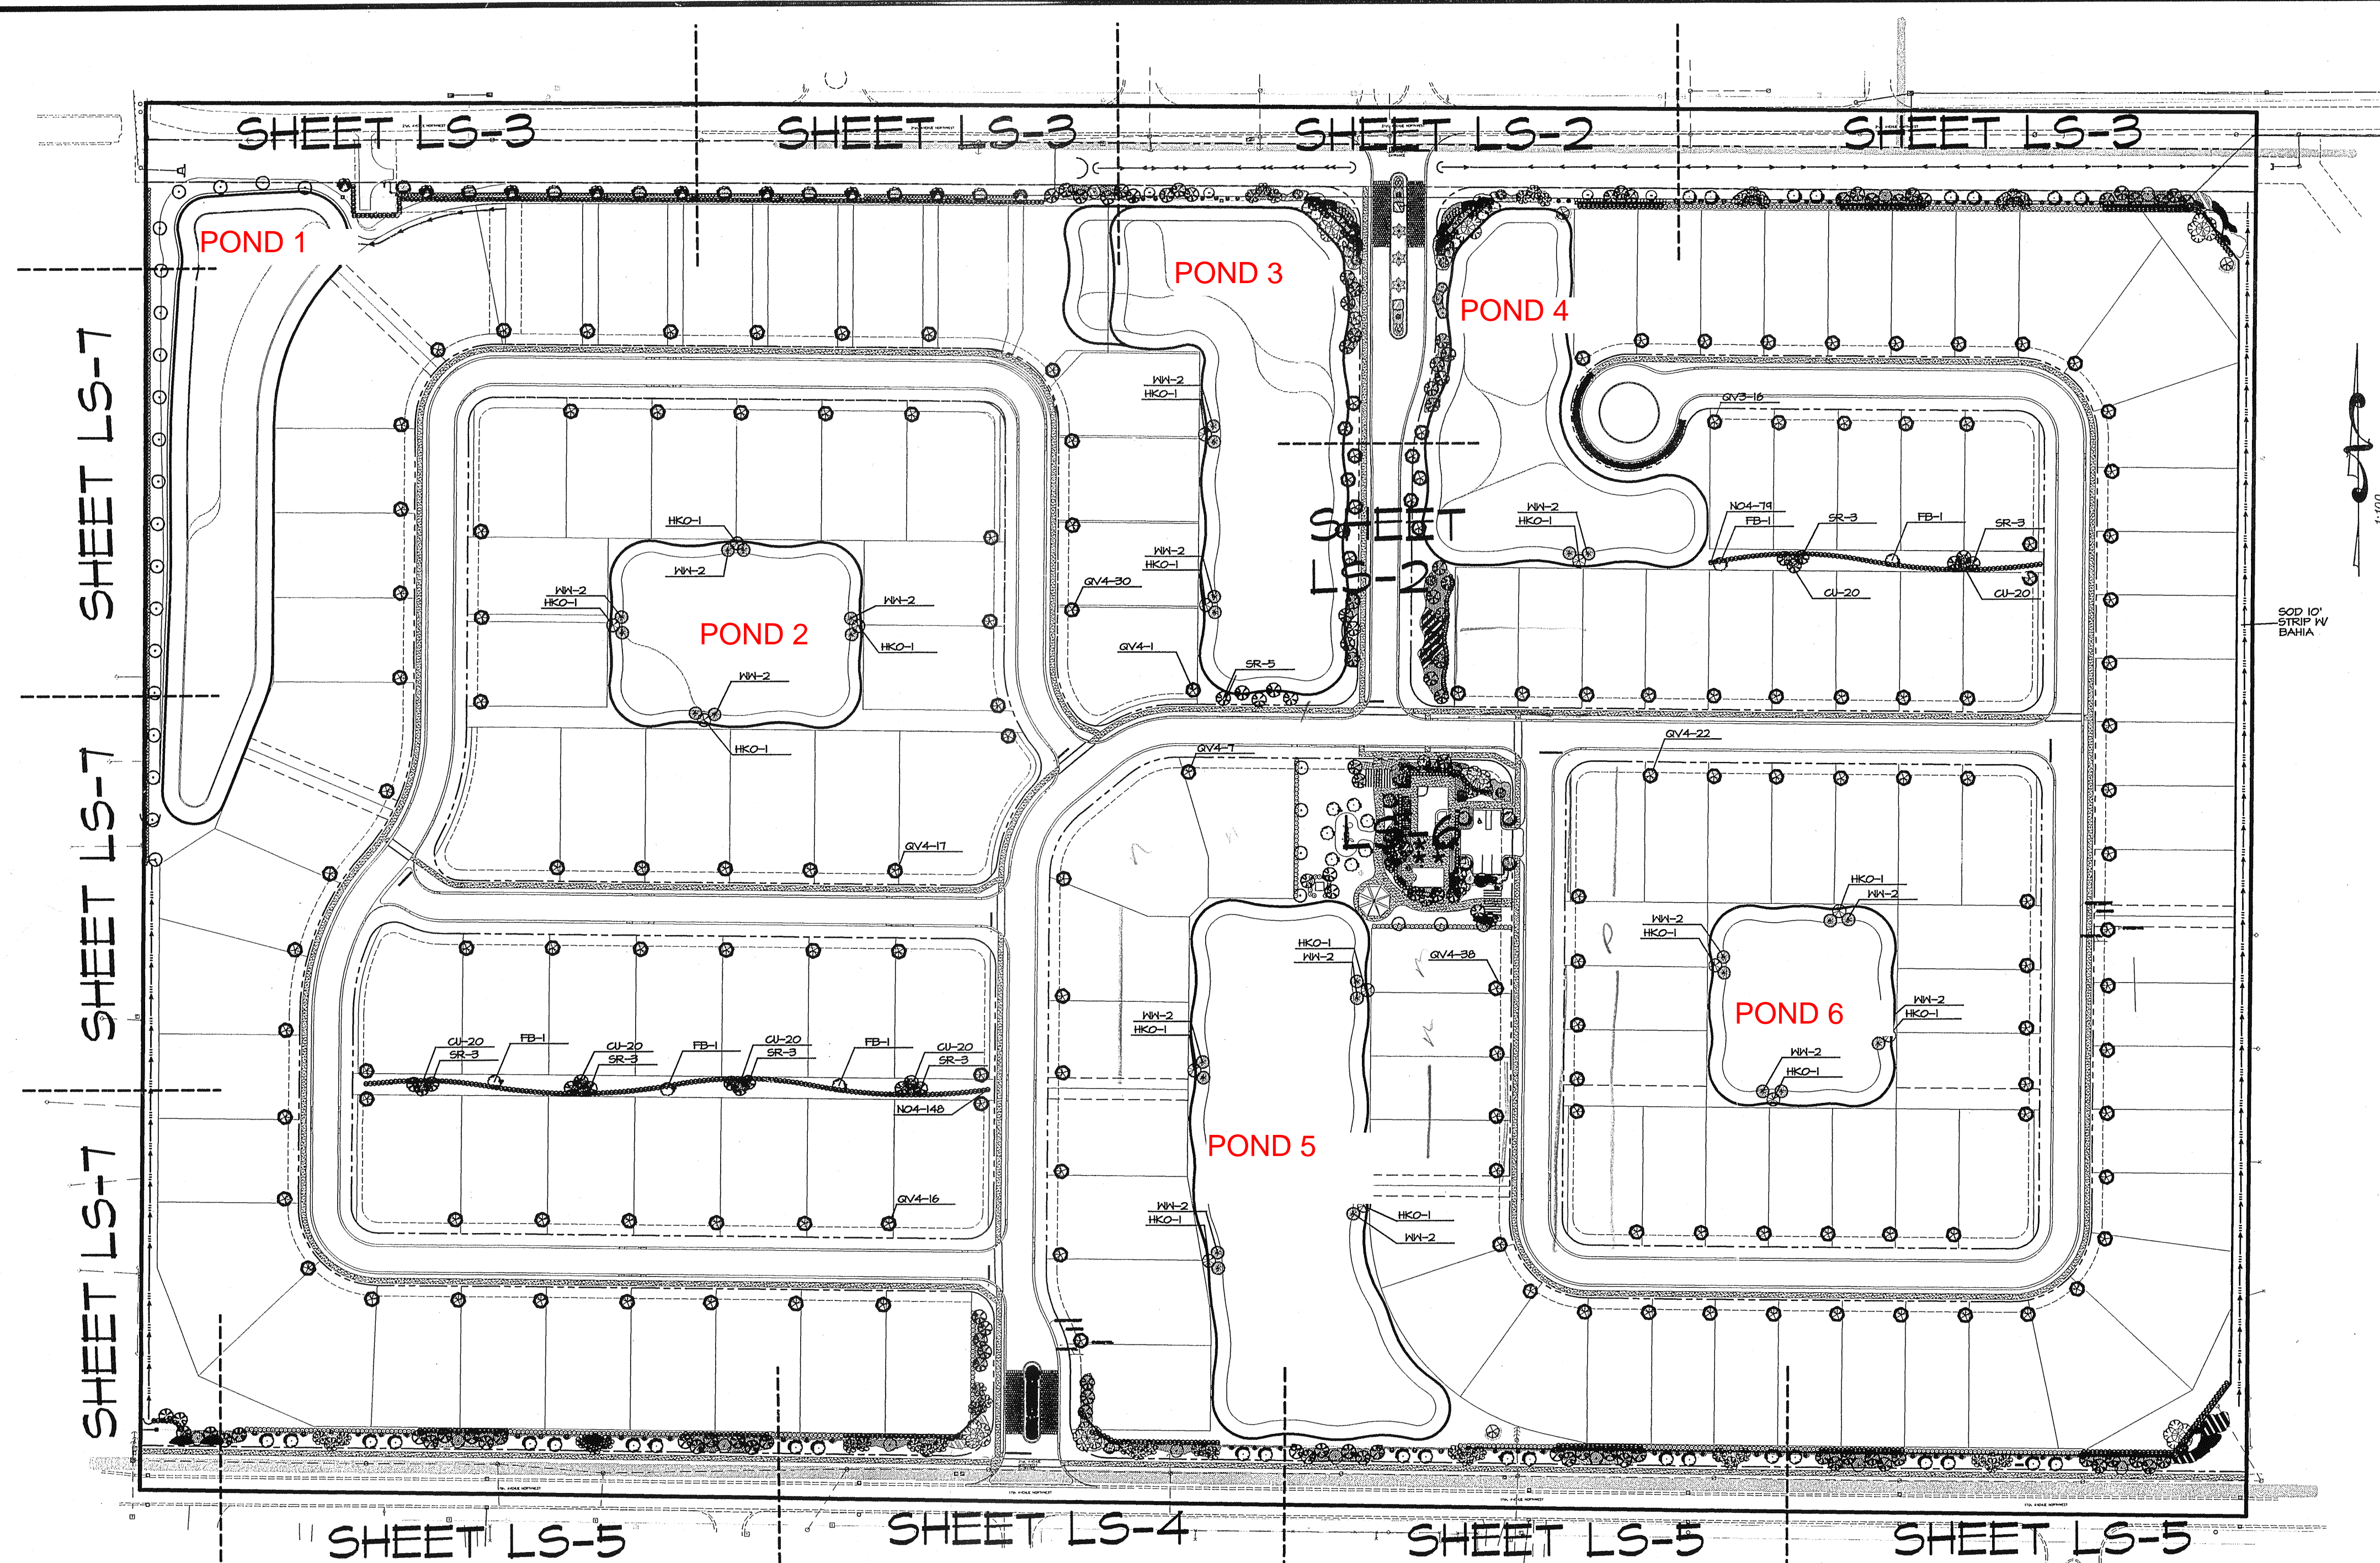 SHEET LS-3
SHEET LS-3
SHEET LS-2
SHEET LS-3
POND 1
POND 3
POND 4
SHEET LS-7
WW-2
HKO-1
QV3-16
HKO-1
WW-2
WW-2
HKO-1
WW-2
HKO-1
POND 2
WW-2
HKO-1
QV4-30
WW-2
HKO-1
QV4-1
SR-5
SHEET
LS-2
WW-2
HKO-1
NO4-79
FB-1
SR-3
FB-1
SR-3
CU-20
CU-20
SOD 10'
STRIP W/
BAHIA
WW-2
HKO-1
QV4-7
QV4-22
SHEET LS-7
QV4-17
LS-6
HKO-1
WW-2
QV4-38
HKO-1
WW-2
WW-2
HKO-1
POND 6
WW-2
HKO-1
WW-2
HKO-1
WW-2
HKO-1
CU-20
SR-3
FB-1
CU-20
SR-3
FB-1
CU-20
SR-3
FB-1
CU-20
SR-3
NO4-148
POND 5
SHEET LS-7
QV4-16
WW-2
HKO-1
HKO-1
WW-2
SHEET LS-5
SHEET LS-4
SHEET LS-5
SHEET LS-5